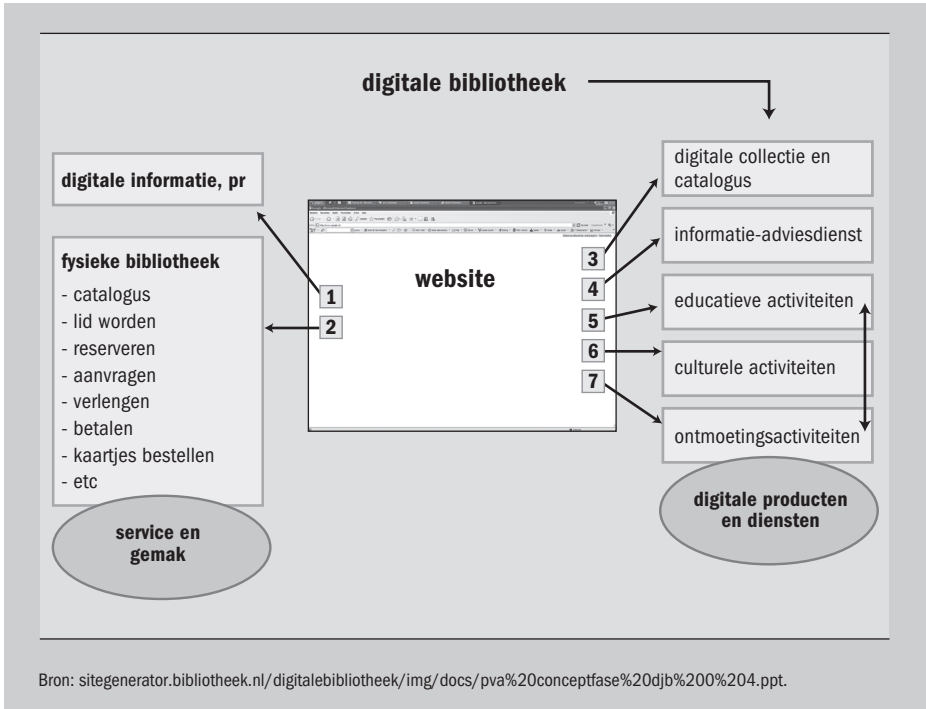 digitale bibliotheek
digitale informatie, pr
fysieke bibliotheek
- catalogus
- lid worden
- reserveren
- aanvragen
- verlengen
- betalen
- kaartjes bestellen
- etc
service en
gemak
website
1
2
3
4
5
6
7
digitale collectie en
catalogus
informatie-adviesdienst
educatieve activiteiten
culturele activiteiten
ontmoetingsactiviteiten
digitale producten
en diensten
Bron: sitegenerator.bibliotheek.nl/digitalebibliotheek/img/docs/pva%20conceptfase%20djb%200%204.ppt.